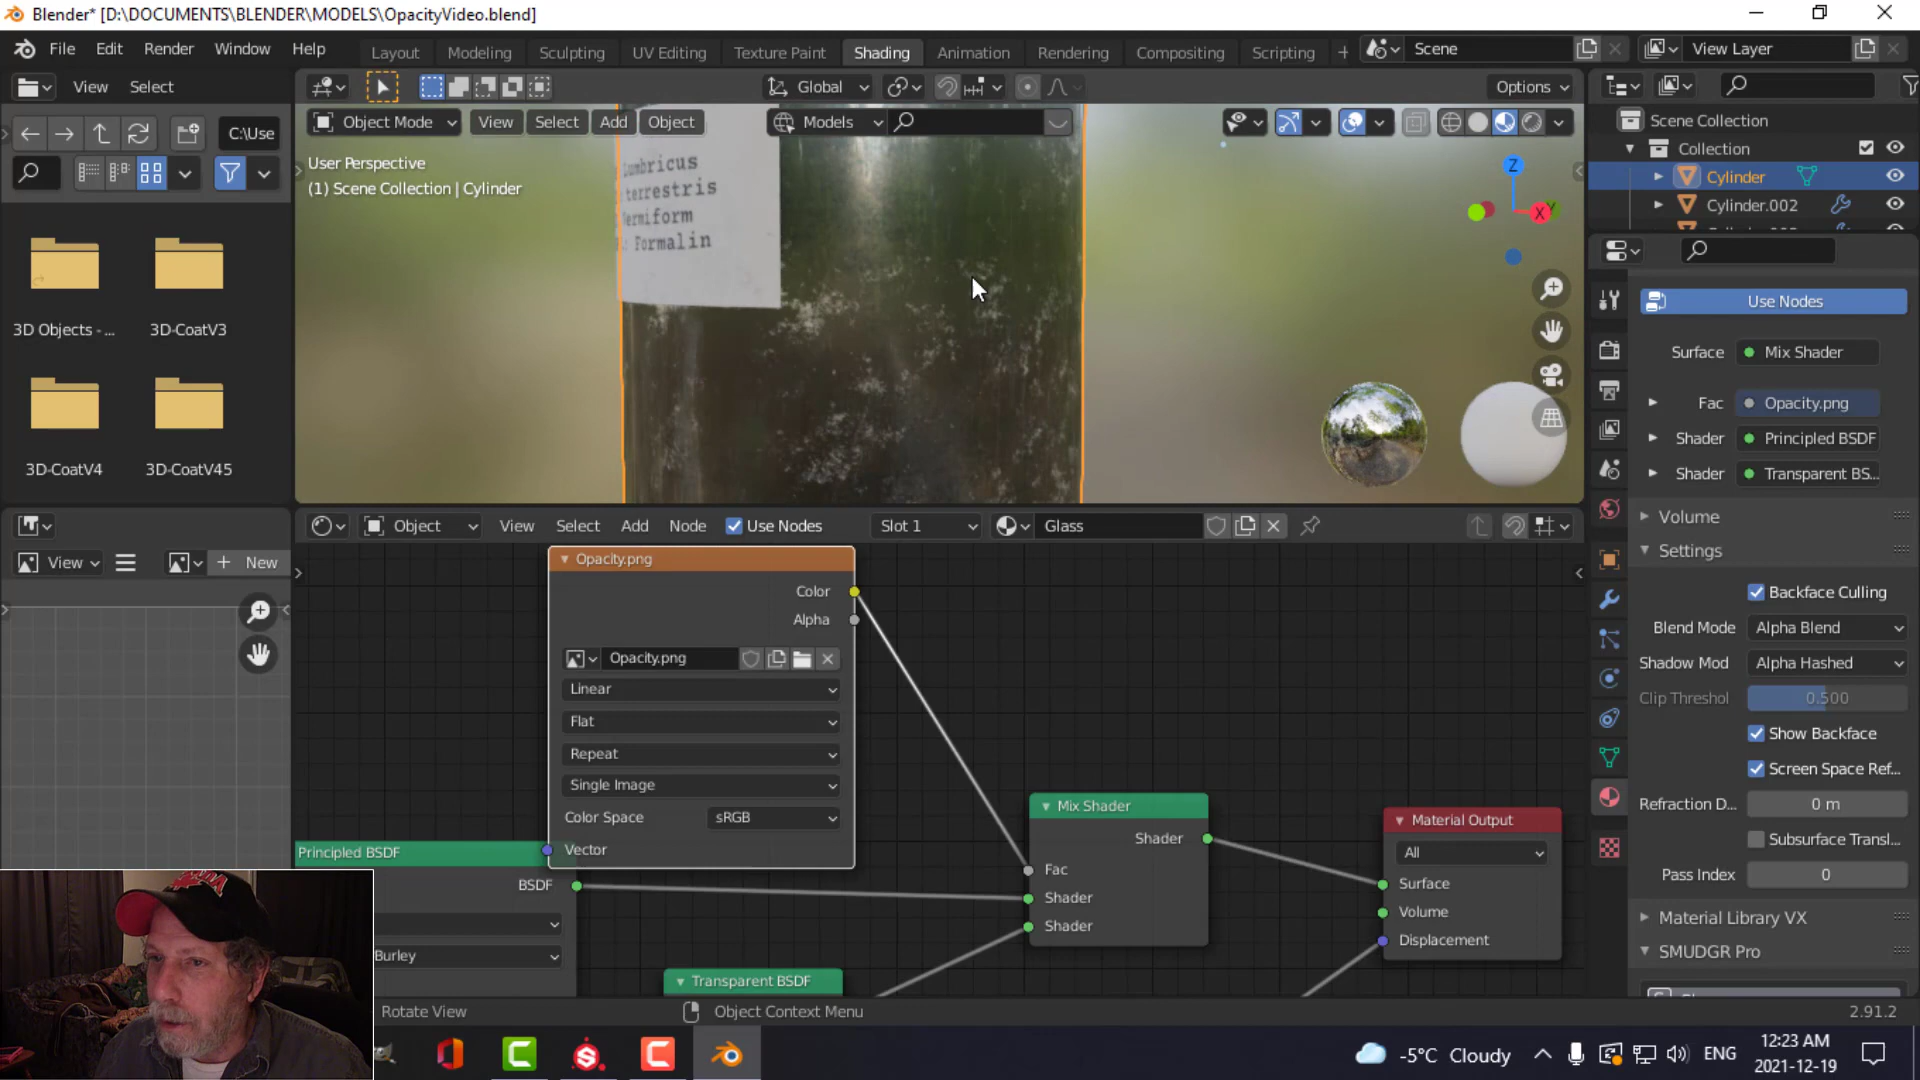 Blender* [D:\DOCUMENTS\BLENDER\MODELS\OpacityVideo.blend]
File Edit Render Window Help
Layout Modeling Sculpting UV Editing Texture Paint Shading Animation Rendering Compositing Scripting
Scene
View Layer
View Select
Global
Options
Object Mode View Select Add Object
Models
C:\Use
User Perspective
(1) Scene Collection | Cylinder
Lumbricus
terrestris
Vermiform
: Formalin
Z
X
Y
3D Objects - ...
3D-CoatV3
3D-CoatV4
3D-CoatV45
Scene Collection
Collection
Cylinder
Cylinder.002
Use Nodes
Surface Mix Shader
Fac Opacity.png
Shader Principled BSDF
Shader Transparent BS...
Volume
Settings
Backface Culling
Blend Mode Alpha Blend
Shadow Mod Alpha Hashed
Clip Threshol 0.500
Show Backface
Screen Space Ref...
Refraction D... 0 m
Subsurface Transl...
Pass Index 0
Material Library VX
SMUDGR Pro
Object View Select Add Node Use Nodes Slot 1 Glass
View
New
Opacity.png
Color
Alpha
Opacity.png
Linear
Flat
Repeat
Single Image
Color Space sRGB
Vector
Principled BSDF
BSDF
Burley
Transparent BSDF
Mix Shader
Shader
Fac
Shader
Shader
Material Output
All
Surface
Volume
Displacement
Rotate View
Object Context Menu
2.91.2
-5°C Cloudy
ENG
12:23 AM
2021-12-19